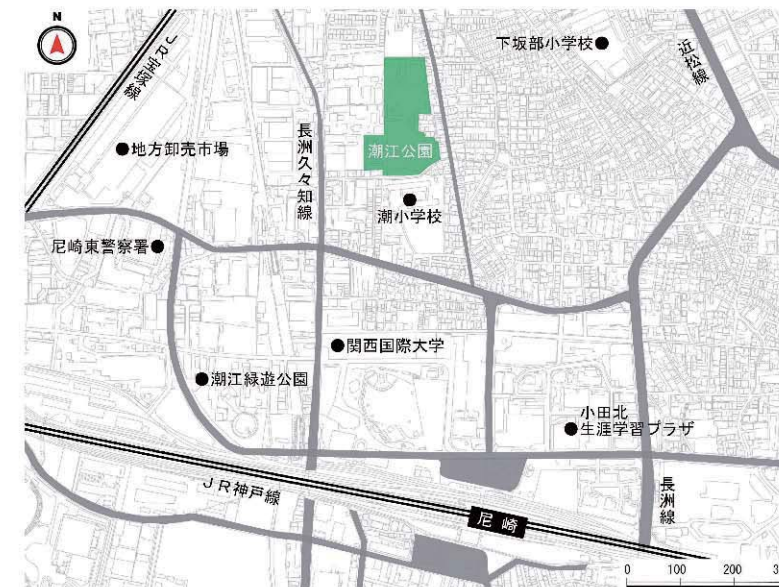 N
JR宝塚線
下坂部小学校
近松線
地方卸売市場
長洲久々知線
潮江公園
潮小学校
尼崎東警察署
関西国際大学
潮江緑遊公園
小田北
生涯学習プラザ
JR神戸線
尼崎
長洲線
0 100 200